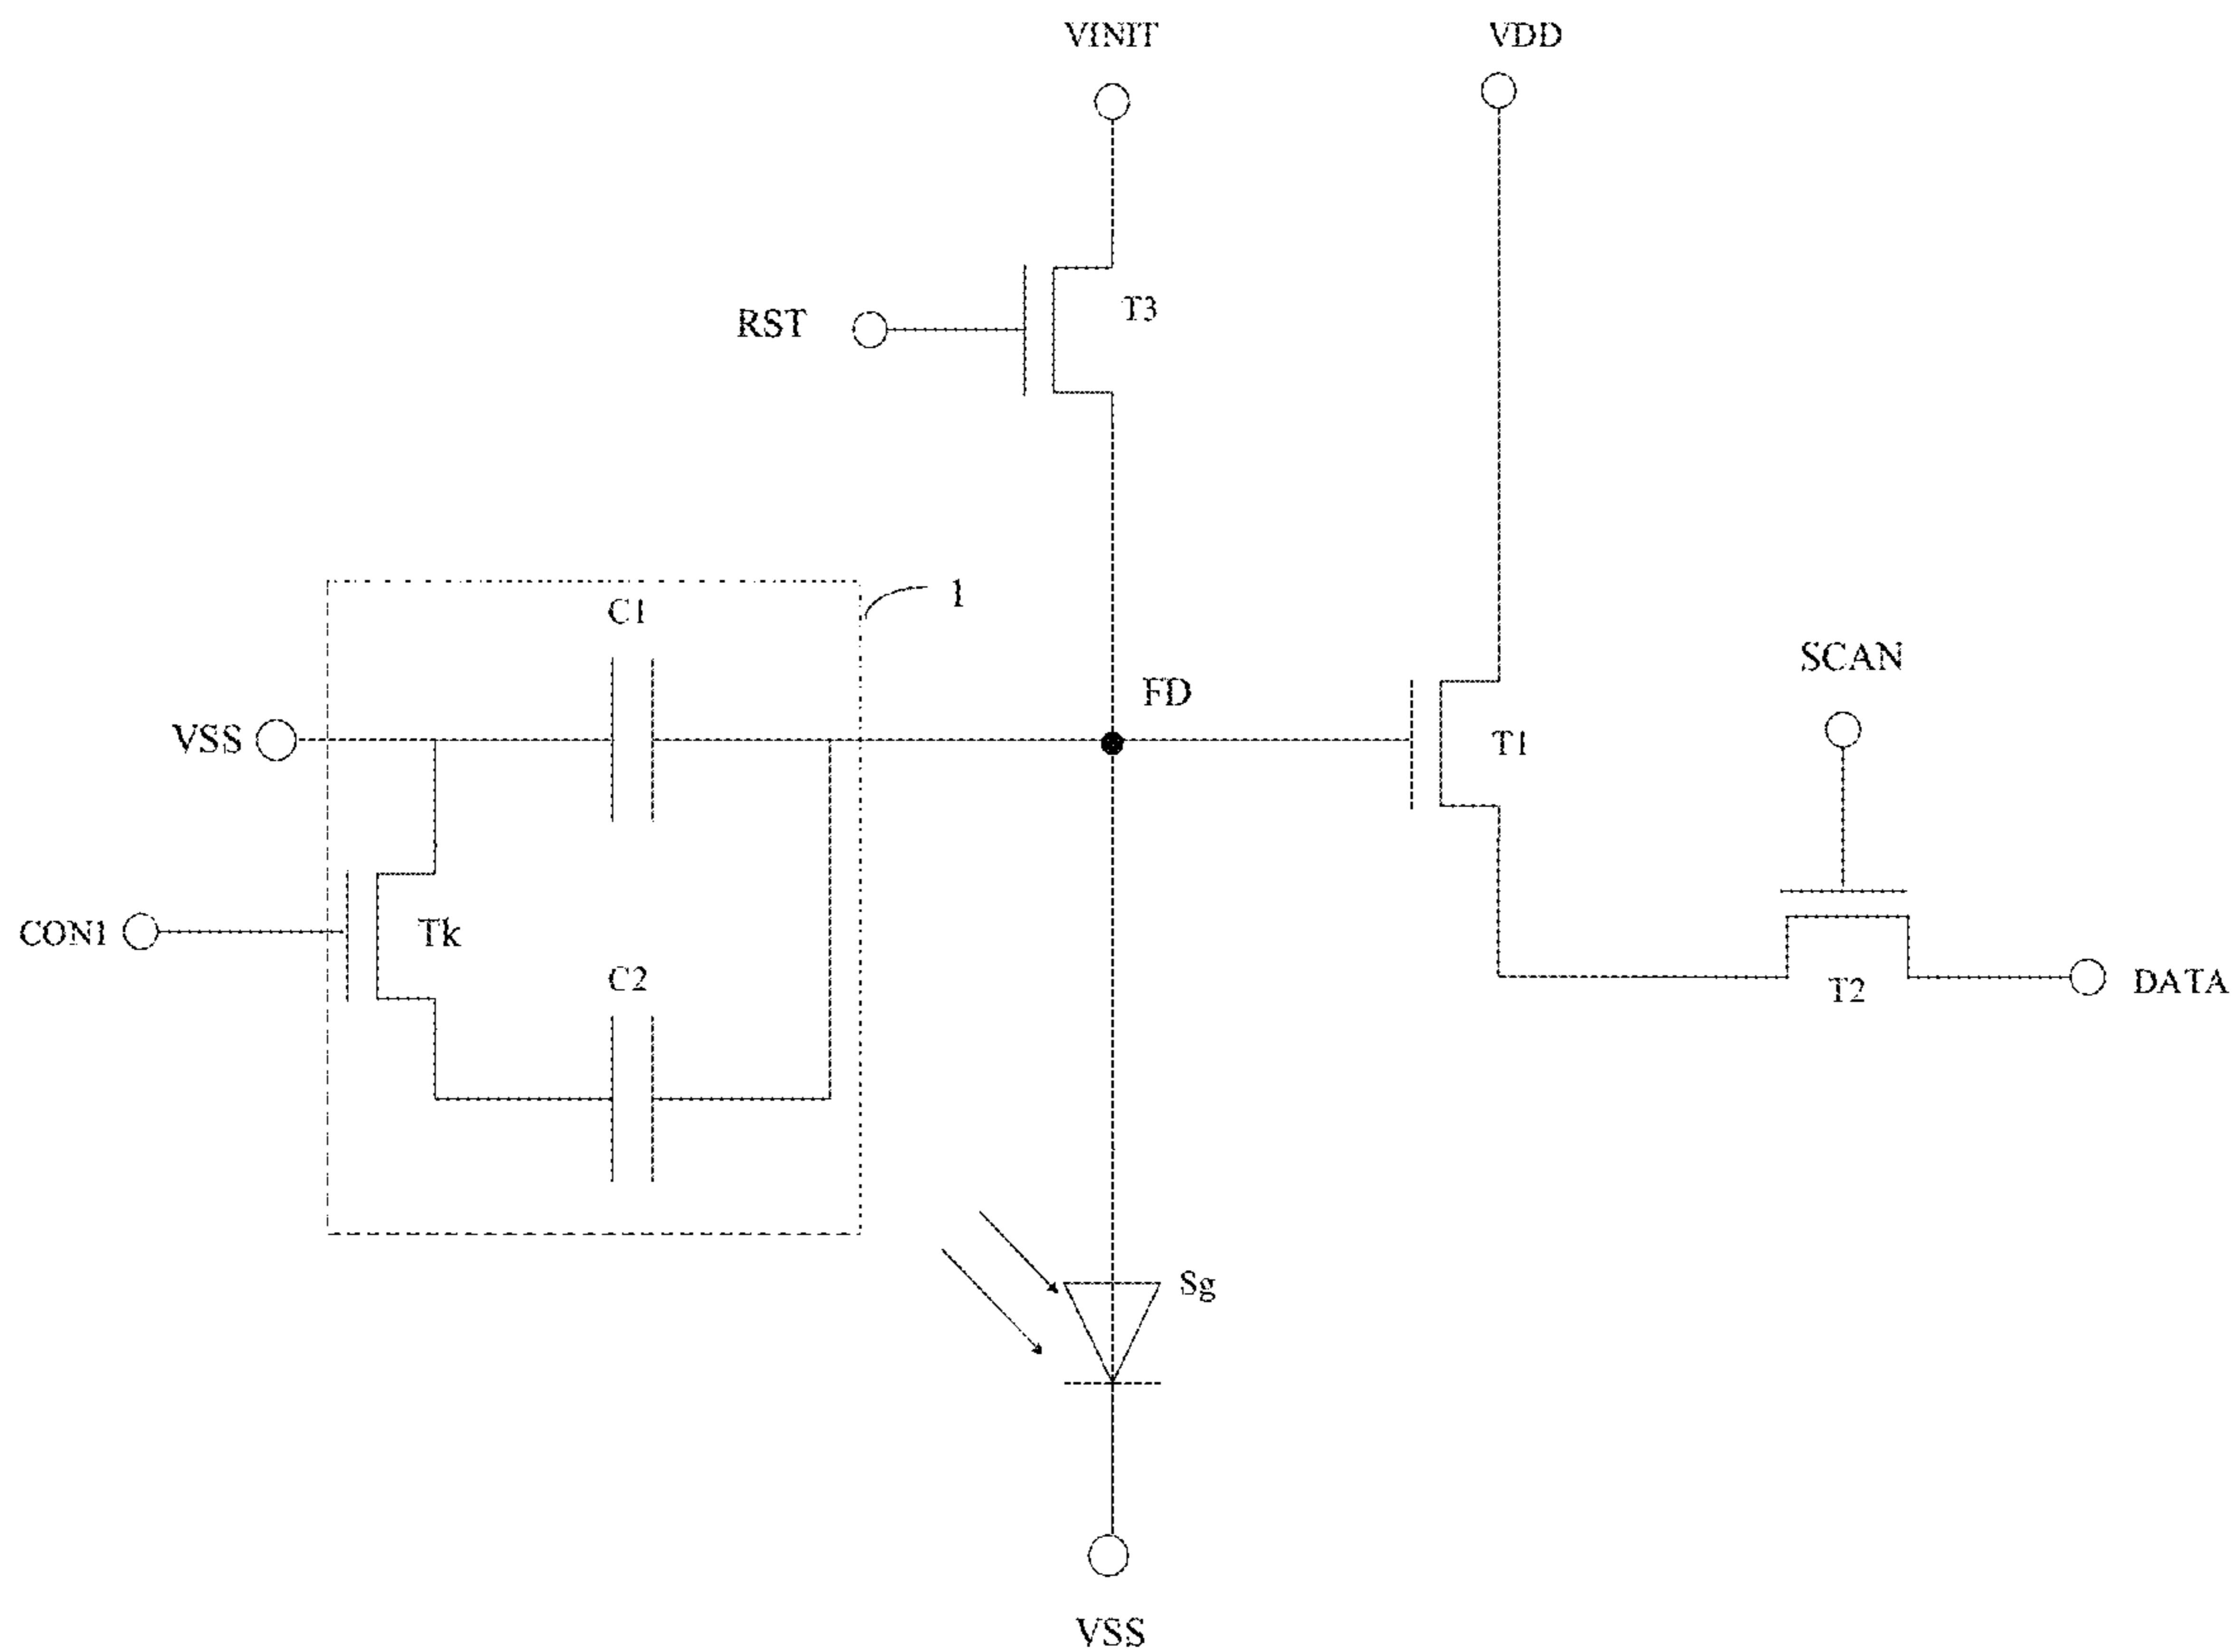 VINIT
VDD
RST
T3
1
C1
SCAN
FD
VSS
T1
CON1
Tk
C2
T2
DATA
Sg
VSS